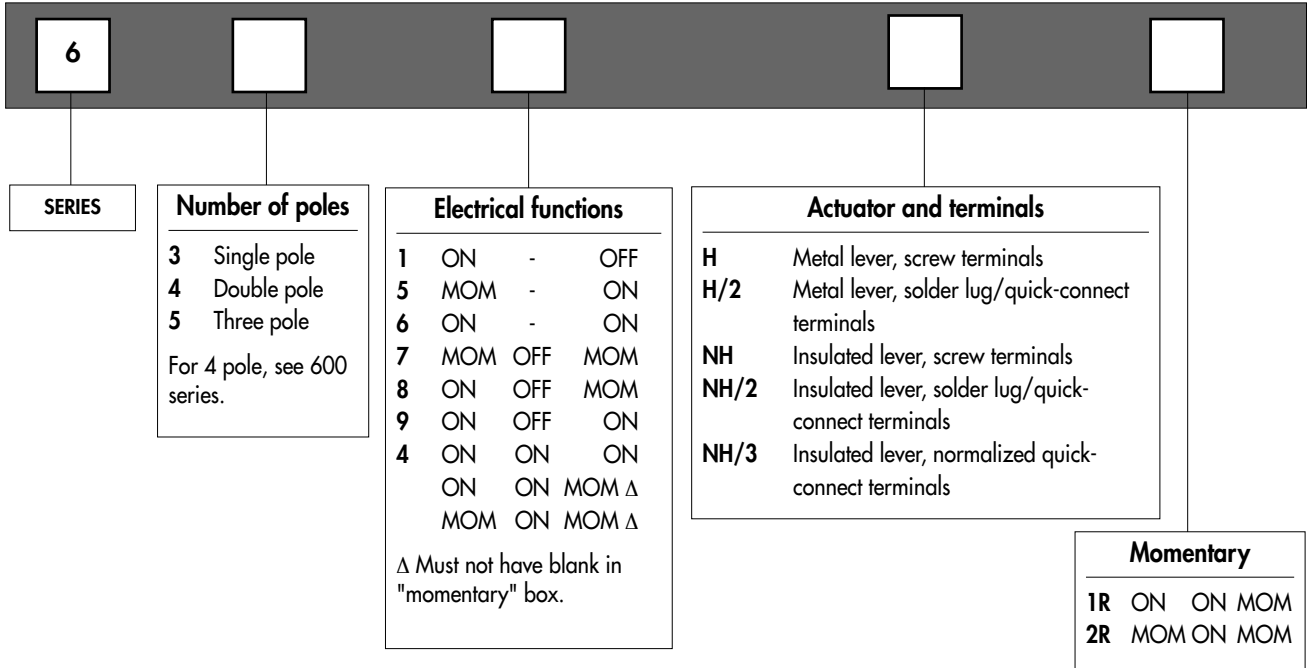 6
SERIES
Number of poles
3 Single pole
4 Double pole
5 Three pole
For 4 pole, see 600
series.
Electrical functions
1 ON - OFF
5 MOM - ON
6 ON - ON
7 MOM OFF MOM
8 ON OFF MOM
9 ON OFF ON
4 ON ON ON
ON ON MOM Δ
MOM ON MOM Δ
Δ Must not have blank in
"momentary" box.
Actuator and terminals
H Metal lever, screw terminals
H/2 Metal lever, solder lug/quick-connect
terminals
NH Insulated lever, screw terminals
NH/2 Insulated lever, solder lug/quick-
connect terminals
NH/3 Insulated lever, normalized quick-
connect terminals
Momentary
1R ON ON MOM
2R MOM ON MOM